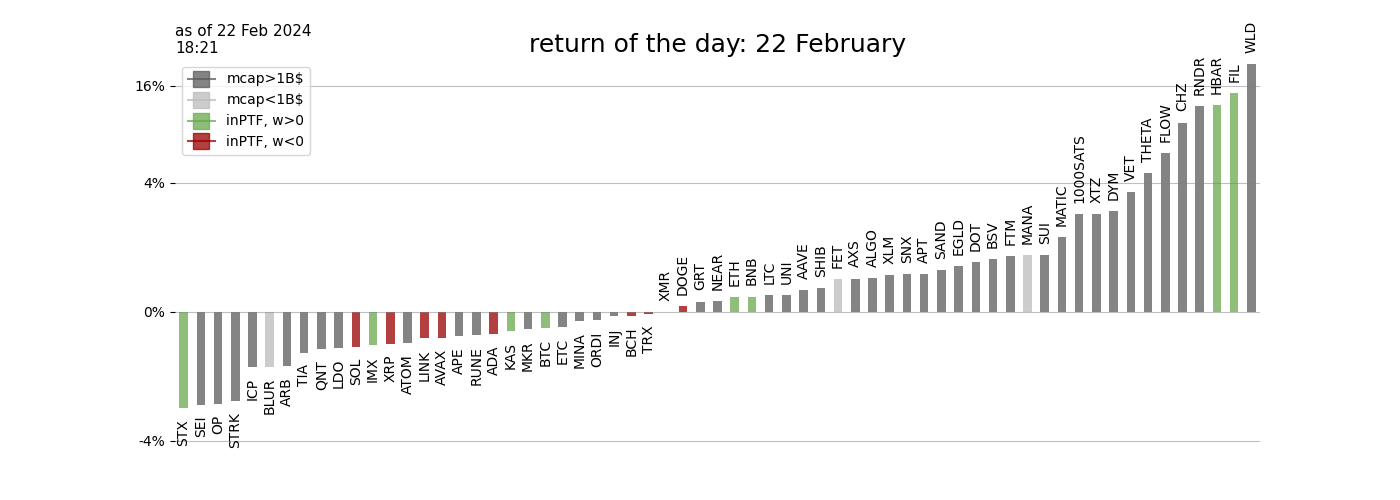 as of 22 Feb 2024
18:21
return of the day: 22 February
mcap>1B$
mcap<1B$
inPTF, w>0
inPTF, w<0
16%
4%
0%
-4%
STX
SEI
OP
STRK
ICP
BLUR
ARB
TIA
QNT
LDO
SOL
IMX
XRP
ATOM
LINK
AVAX
APE
RUNE
ADA
KAS
MKR
BTC
ETC
MINA
ORDI
INJ
BCH
TRX
XMR
DOGE
GRT
NEAR
ETH
BNB
LTC
UNI
AAVE
SHIB
FET
AXS
ALGO
XLM
SNX
APT
SAND
EGLD
DOT
BSV
FTM
MANA
SUI
MATIC
1000SATS
XTZ
DYM
VET
THETA
FLOW
CHZ
RNDR
HBAR
FIL
WLD